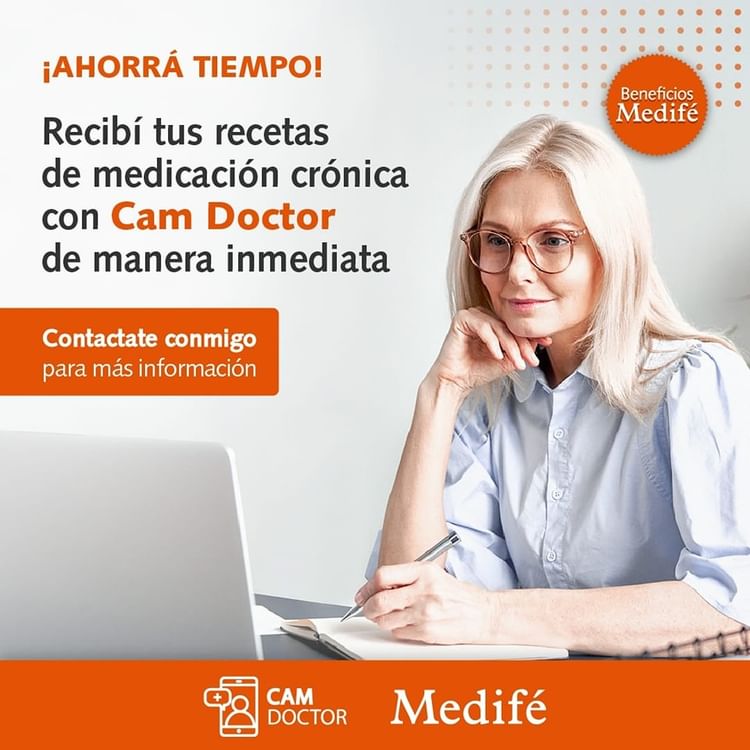 ¡AHORRÁ TIEMPO!
Recibí tus recetas
de medicación crónica
con Cam Doctor
de manera inmediata
Contactate conmigo
para más información
Beneficios
Medifé
CAM
DOCTOR
Medifé